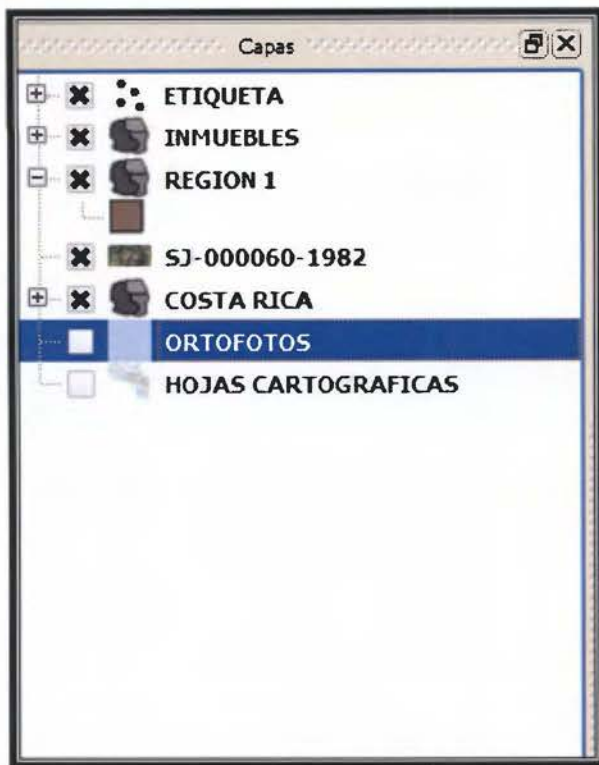 Capas
ETIQUETA
INMUEBLES
REGION 1
SJ-000060-1982
COSTA RICA
ORTOFOTOS
HOJAS CARTOGRAFICAS